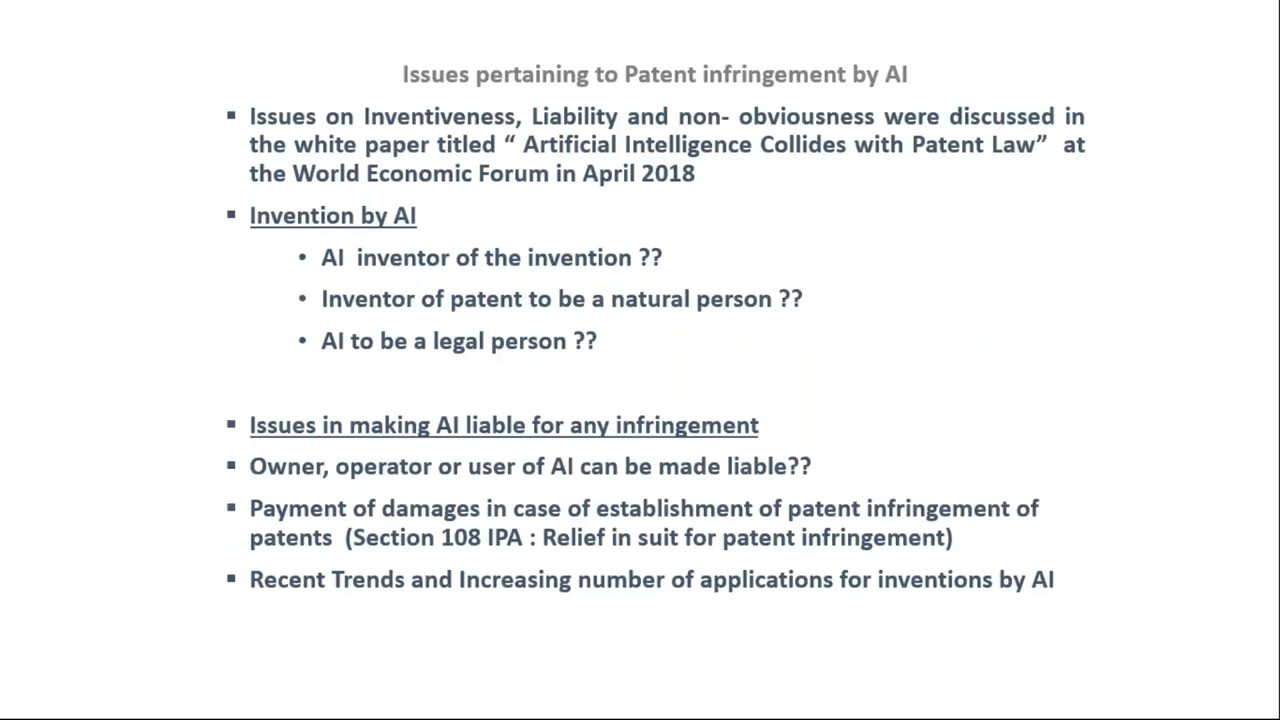 Issues pertaining to Patent infringement by AI
▪ Issues on Inventiveness, Liability and non- obviousness were discussed in
the white paper titled “ Artificial Intelligence Collides with Patent Law” at
the World Economic Forum in April 2018
▪ Invention by AI
• AI inventor of the invention ??
• Inventor of patent to be a natural person ??
• AI to be a legal person ??
▪ Issues in making AI liable for any infringement
▪ Owner, operator or user of AI can be made liable??
▪ Payment of damages in case of establishment of patent infringement of
patents (Section 108 IPA : Relief in suit for patent infringement)
▪ Recent Trends and Increasing number of applications for inventions by AI